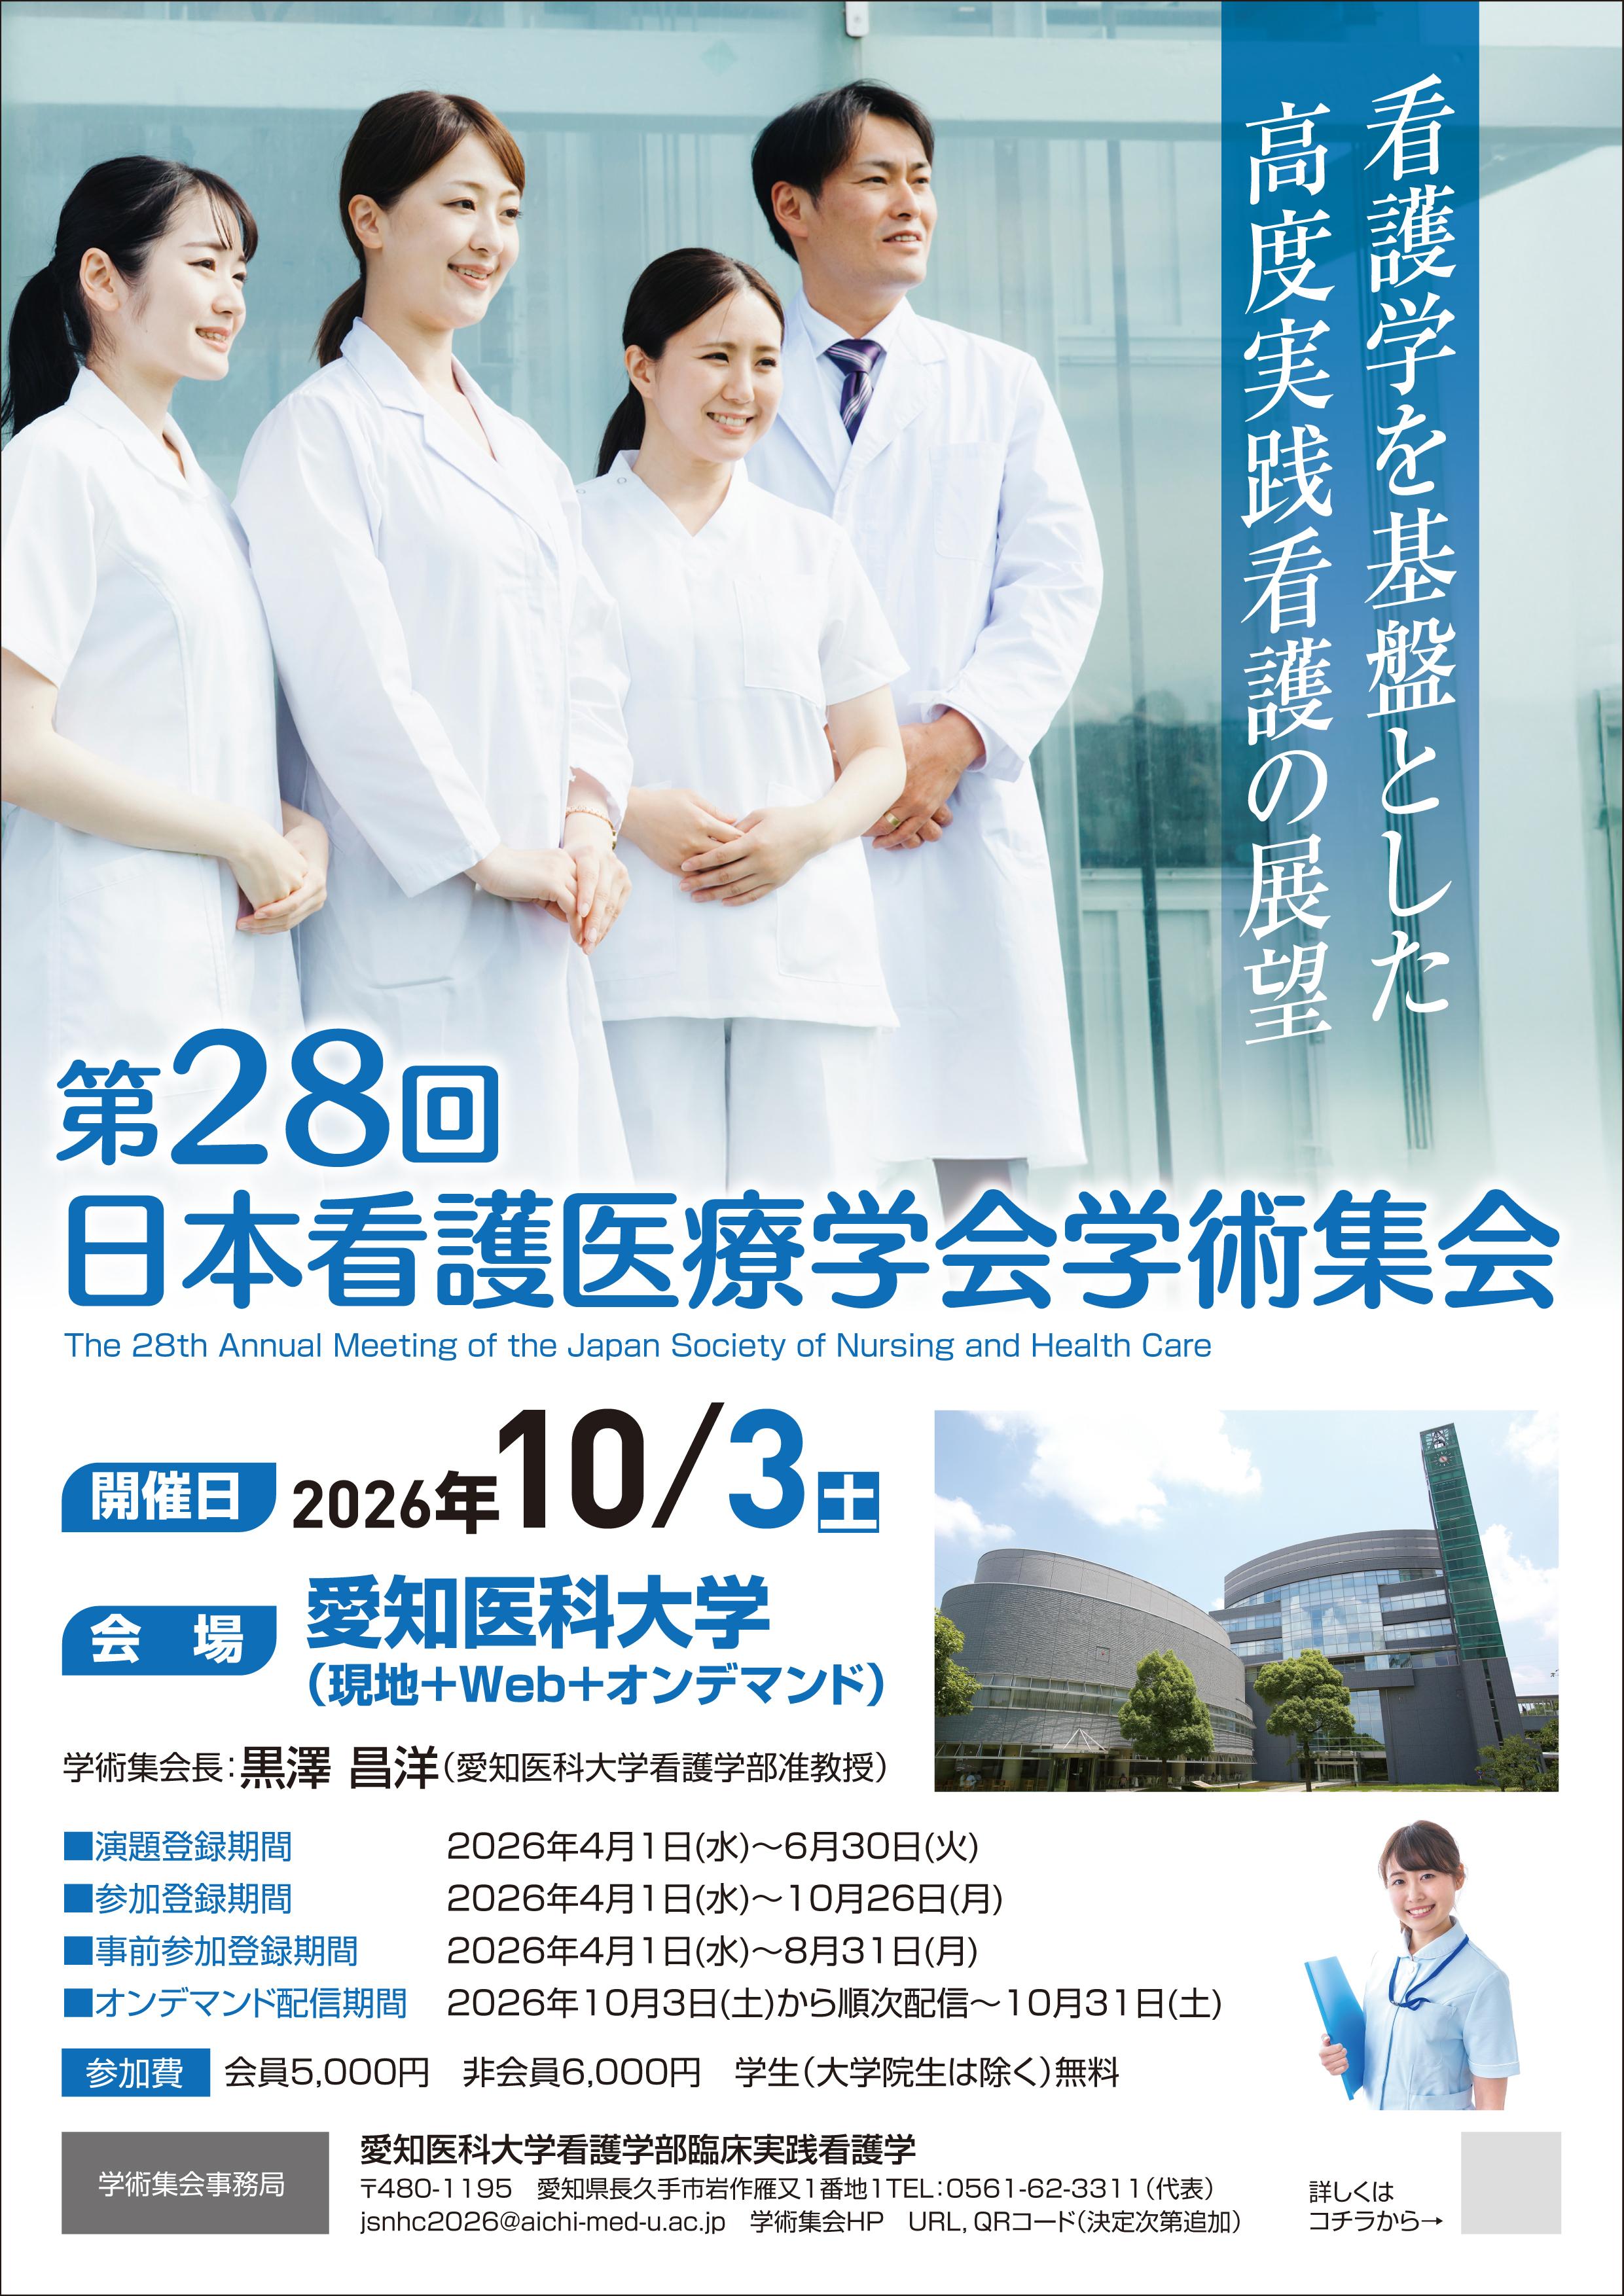 看護学を基盤とした
高度実践看護の展望
第28回
日本看護医療学会学術集会
The 28th Annual Meeting of the Japan Society of Nursing and Health Care
開催日 2026年10/3土
会 場 愛知医科大学
（現地＋Web＋オンデマンド）
学術集会長：黒澤 昌洋（愛知医科大学看護学部准教授）
■演題登録期間 2026年4月1日(水)～6月30日(火)
■参加登録期間 2026年4月1日(水)～10月26日(月)
■事前参加登録期間 2026年4月1日(水)～8月31日(月)
■オンデマンド配信期間 2026年10月3日(土)から順次配信～10月31日(土)
参加費 会員5,000円 非会員6,000円 学生（大学院生は除く）無料
学術集会事務局
愛知医科大学看護学部臨床実践看護学
〒480-1195 愛知県長久手市岩作雁又1番地1TEL：0561-62-3311（代表）
jsnhc2026@aichi-med-u.ac.jp 学術集会HP URL, QRコード（決定次第追加）
詳しくは
コチラから→